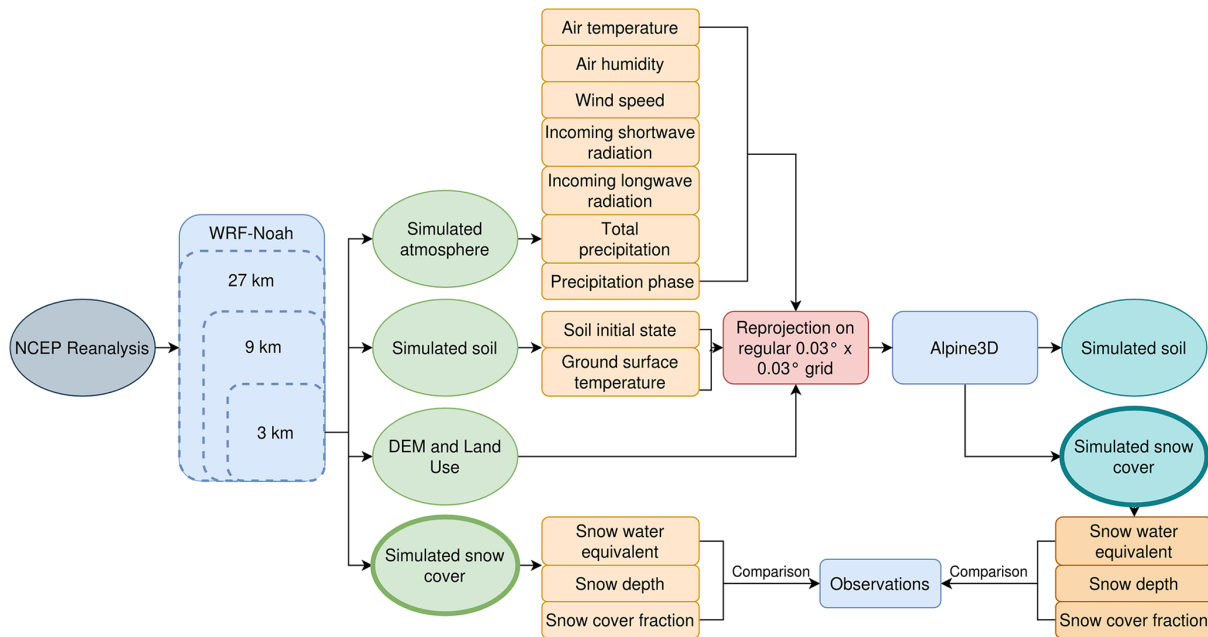 Air temperature
Air humidity
Wind speed
Incoming shortwave
radiation
Incoming longwave
radiation
Total
precipitation
Precipitation phase
WRF-Noah
27 km
9 km
3 km
NCEP Reanalysis
Simulated
atmosphere
Simulated soil
DEM and Land
Use
Simulated snow
cover
Soil initial state
Ground surface
temperature
Reprojection on
regular 0.03° x
0.03° grid
Alpine3D
Simulated soil
Simulated snow
cover
Snow water
equivalent
Snow depth
Snow cover fraction
Comparison
Observations
Comparison
Snow water
equivalent
Snow depth
Snow cover fraction